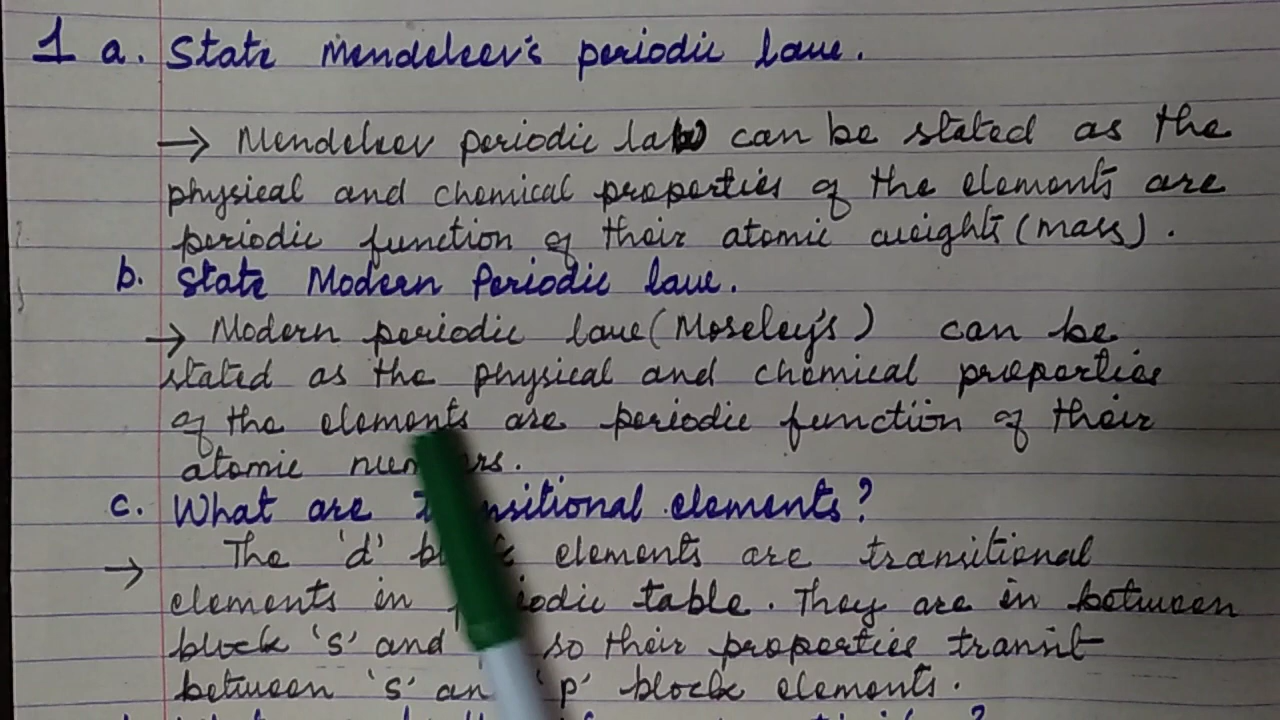 1 a. State Mendeleev's periodic law.
→ Mendeleev periodic law can be stated as the
physical and chemical properties of the elements are
periodic function of their atomic weights (mass).
b. State Modern Periodic law.
→ Modern periodic law (Moseley's) can be
stated as the physical and chemical properties
of the elements are periodic function of their
atomic
c. What are elements?
→ The 'd' elements are transitional
elements in table. They are in between
block 's' and so their properties transit
between 's' 'p' block elements.